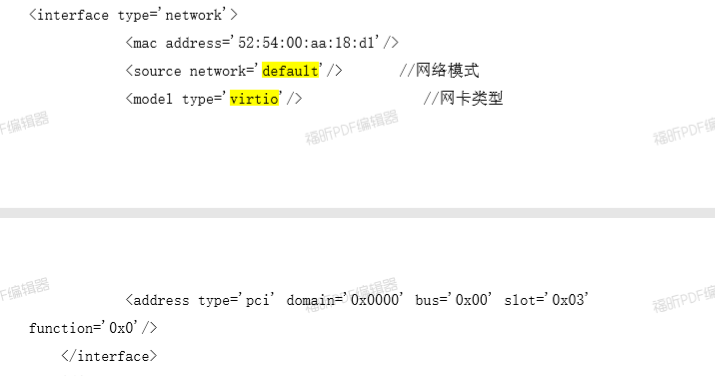 <interface type='network'>
<mac address='52:54:00:aa:18:d1'/>
<source network='default'/> //网络模式
<model type='virtio'/> //网卡类型
F编辑器
福昕PDF编辑器
福昕PDF
F编辑器
福昕PDF编辑器
福昕PDF
<address type='pci' domain='0x0000' bus='0x00' slot='0x03'
function='0x0'/>
</interface>